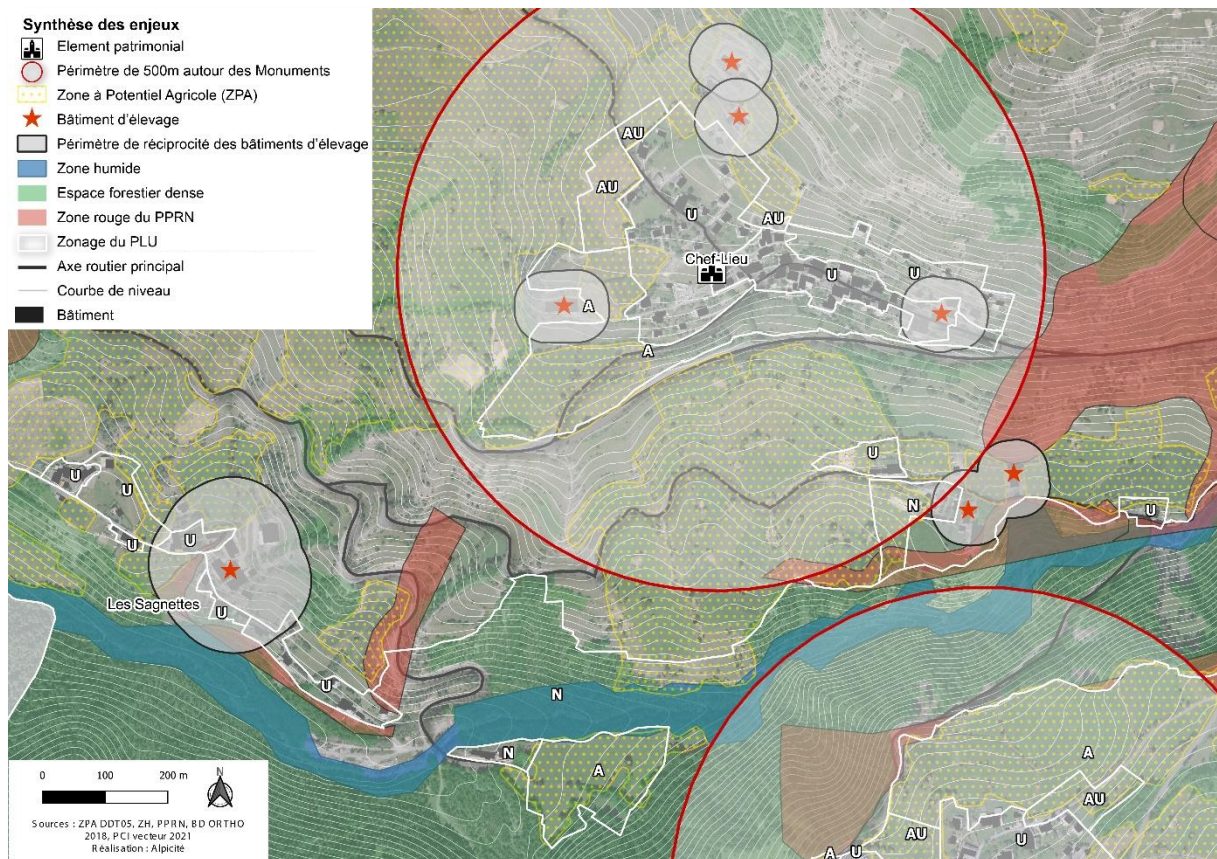 Synthèse des enjeux
Element patrimonial
Périmètre de 500m autour des Monuments
Zone à Potentiel Agricole (ZPA)
Bâtiment d'élevage
Périmètre de réciprocité des bâtiments d'élevage
Zone humide
Espace forestier dense
Zone rouge du PPRN
Zonage du PLU
Axe routier principal
Courbe de niveau
Bâtiment
AU
AU
U
AU
Chef-Lieu
U
U
A
A
U
U
U
N
U
U
U
Les Sagnettes
U
U
N
N
A
A
AU
AU
U
A
U
0 100 200 m
N
Sources : ZPA DDT05, ZH, PPRN, BD ORTHO
2018, PCI vecteur 2021
Réalisation : Alpicité